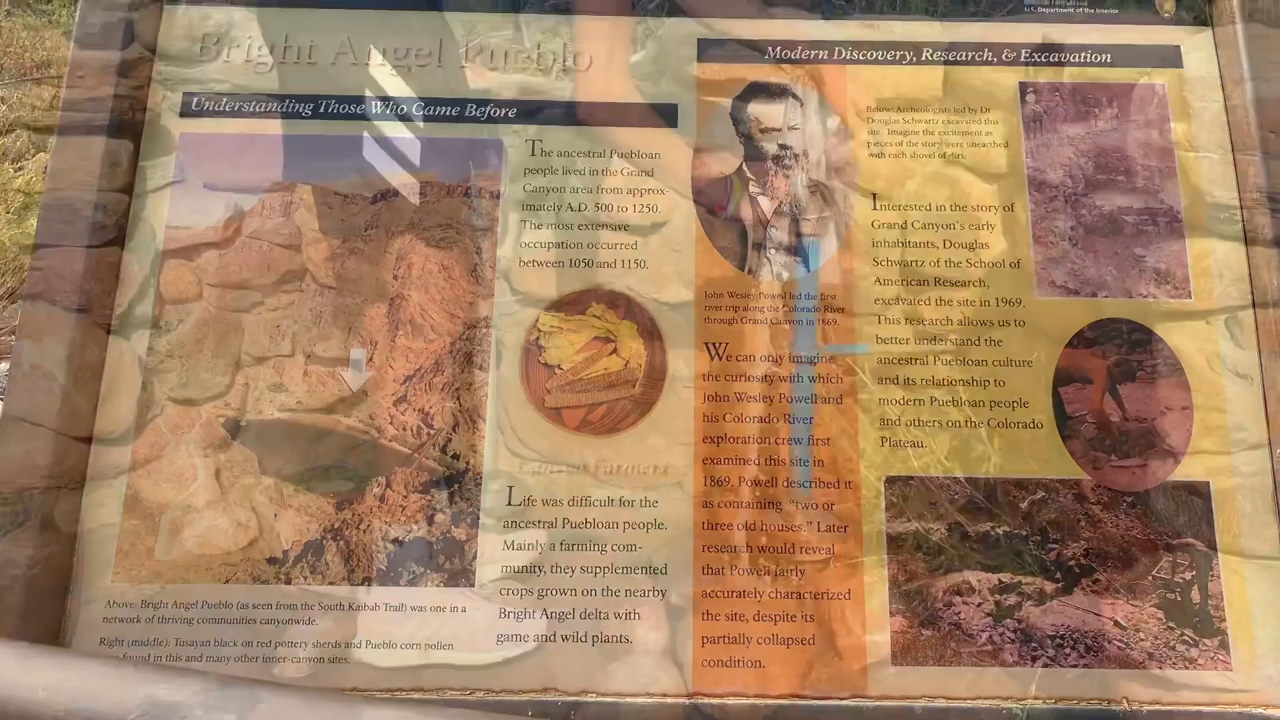 U.S. Department of the Interior
Bright Angel Pueblo
Understanding Those Who Came Before
The ancestral Puebloan
people lived in the Grand
Canyon area from approx-
imately A.D. 500 to 1250.
The most extensive
occupation occurred
between 1050 and 1150.
Canyon Farmers
Life was difficult for the
ancestral Puebloan people.
Mainly a farming com-
munity, they supplemented
crops grown on the nearby
Bright Angel delta with
game and wild plants.
Above: Bright Angel Pueblo (as seen from the South Kaibab Trail) was one in a
network of thriving communities canyonwide.
Right (middle): Tusayan black on red pottery sherds and Pueblo corn pollen
found in this and many other inner-canyon sites.
Modern Discovery, Research, & Excavation
John Wesley Powell led the first
river trip along the Colorado River
through Grand Canyon in 1869.
We can only imagine
the curiosity with which
John Wesley Powell and
his Colorado River
exploration crew first
examined this site in
1869. Powell described it
as containing "two or
three old houses." Later
research would reveal
that Powell fairly
accurately characterized
the site, despite its
partially collapsed
condition.
Below: Archeologists led by Dr
Douglas Schwartz excavated this
site. Imagine the excitement as
pieces of the story were unearthed
with each shovel of dirt.
Interested in the story of
Grand Canyon's early
inhabitants, Douglas
Schwartz of the School of
American Research,
excavated the site in 1969.
This research allows us to
better understand the
ancestral Puebloan culture
and its relationship to
modern Puebloan people
and others on the Colorado
Plateau.